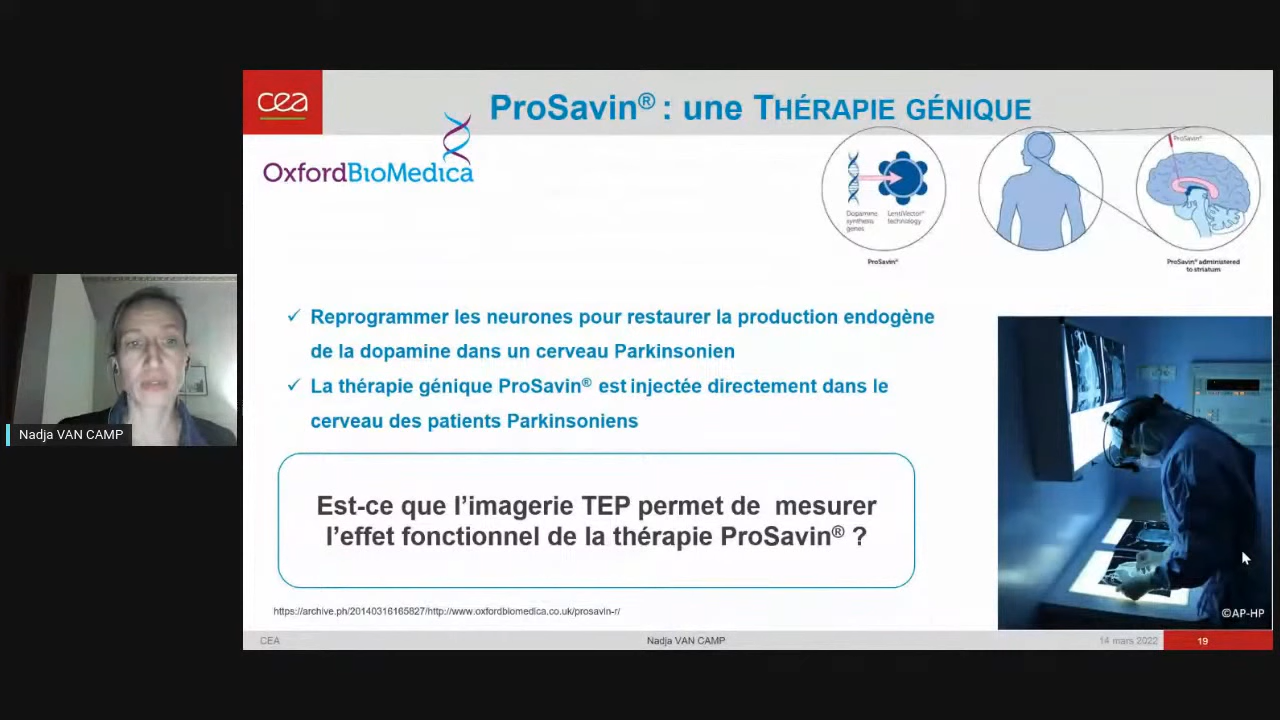 cea
ProSavin® : une THÉRAPIE GÉNIQUE
OxfordBioMedica
Dopamine
synthesis
genes
LentiVector®
technology
ProSavin®
ProSavin®
ProSavin® administered
to striatum
✓ Reprogrammer les neurones pour restaurer la production endogène
de la dopamine dans un cerveau Parkinsonien
✓ La thérapie génique ProSavin® est injectée directement dans le
cerveau des patients Parkinsoniens
Nadja VAN CAMP
Est-ce que l’imagerie TEP permet de mesurer
l’effet fonctionnel de la thérapie ProSavin® ?
https://archive.ph/20140316165827/http://www.oxfordbiomedica.co.uk/prosavin-r/
©AP-HP
CEA
Nadja VAN CAMP
14 mars 2022
19